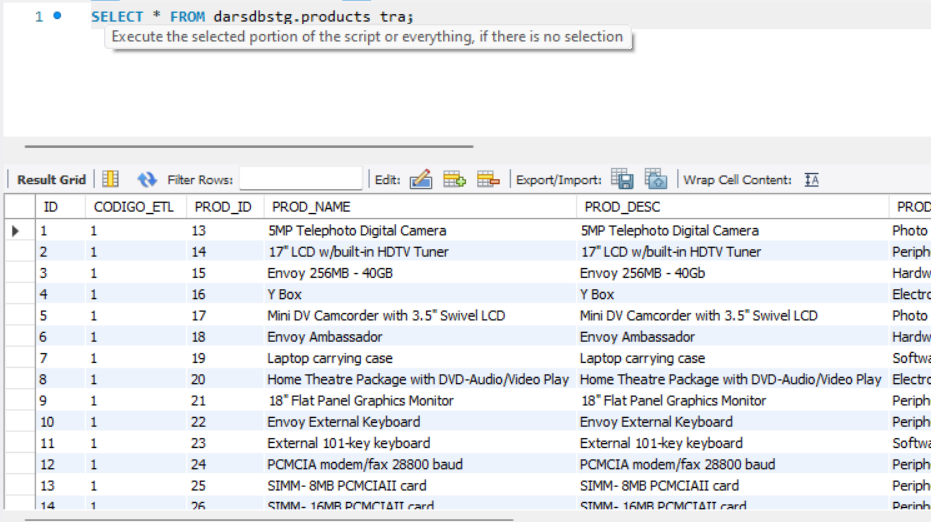 1 SELECT * FROM darsdbstg.products tra;
Execute the selected portion of the script or everything, if there is no selection
Result Grid Filter Rows: Edit: Export/Import: Wrap Cell Content:
ID CODIGO_ETL PROD_ID PROD_NAME PROD_DESC PROD
1 1 13 5MP Telephoto Digital Camera 5MP Telephoto Digital Camera Photo
2 1 14 17" LCD w/built-in HDTV Tuner 17" LCD w/built-in HDTV Tuner Periph
3 1 15 Envoy 256MB - 40GB Envoy 256MB - 40Gb Hardw
4 1 16 Y Box Y Box Electro
5 1 17 Mini DV Camcorder with 3.5" Swivel LCD Mini DV Camcorder with 3.5" Swivel LCD Photo
6 1 18 Envoy Ambassador Envoy Ambassador Hardw
7 1 19 Laptop carrying case Laptop carrying case Softwa
8 1 20 Home Theatre Package with DVD-Audio/Video Play Home Theatre Package with DVD-Audio/Video Play Electro
9 1 21 18" Flat Panel Graphics Monitor 18" Flat Panel Graphics Monitor Periph
10 1 22 Envoy External Keyboard Envoy External Keyboard Periph
11 1 23 External 101-key keyboard External 101-key keyboard Softwa
12 1 24 PCMCIA modem/fax 28800 baud PCMCIA modem/fax 28800 baud Periph
13 1 25 SIMM- 8MB PCMCIAII card SIMM- 8MB PCMCIAII card Periph
14 1 26 SIMM- 16MB PCMCIAII card SIMM- 16MB PCMCIAII card Periph